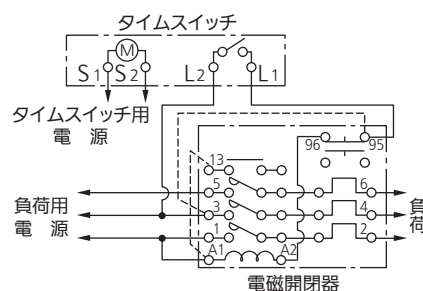 タイムスイッチ
M
S1 S2 L2 L1
タイムスイッチ用
電 源
96 95
13
5 6
負荷用
電 源
3 4
負荷
1 2
A1 A2
電磁開閉器